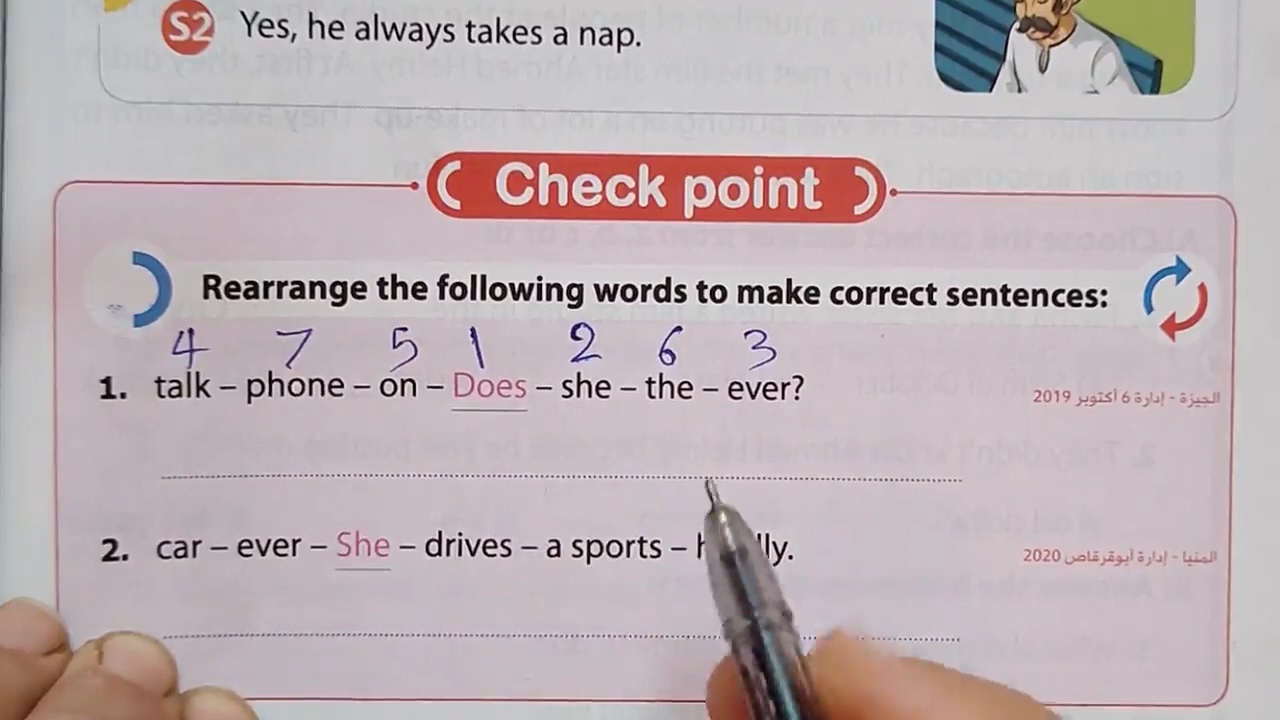 S2 Yes, he always takes a nap.
Check point
Rearrange the following words to make correct sentences:
4 7 5 1 2 6 3
1. talk – phone – on – Does – she – the – ever?
الجيزة - إدارة 6 أكتوبر 2019
2. car – ever – She – drives – a sports –
المنيا - إدارة أبوقرقاص 2020